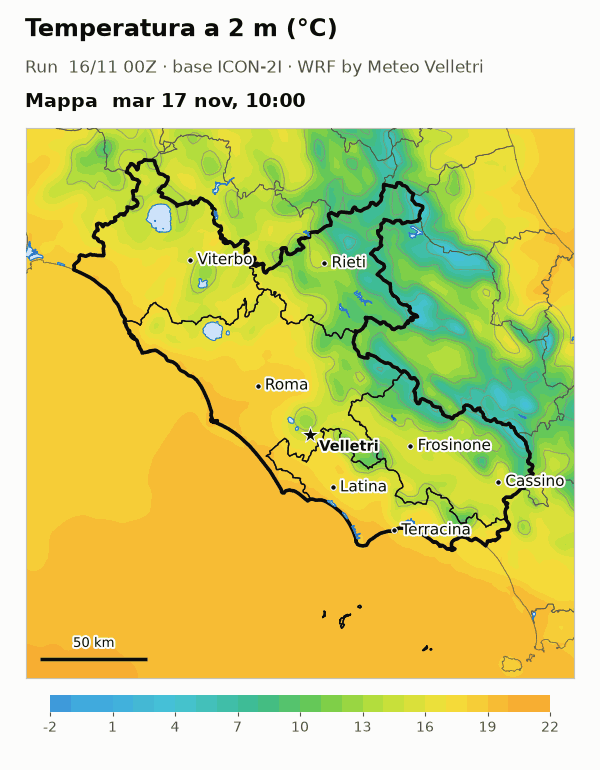 Temperatura a 2 m (°C)
Run  16/11 00Z · base ICON-2I · WRF by Meteo Velletri
Mappa  mar 17 nov, 10:00
Viterbo
Rieti
Roma
Velletri
Frosinone
Latina
Cassino
Terracina
50 km
-2 1 4 7 10 13 16 19 22